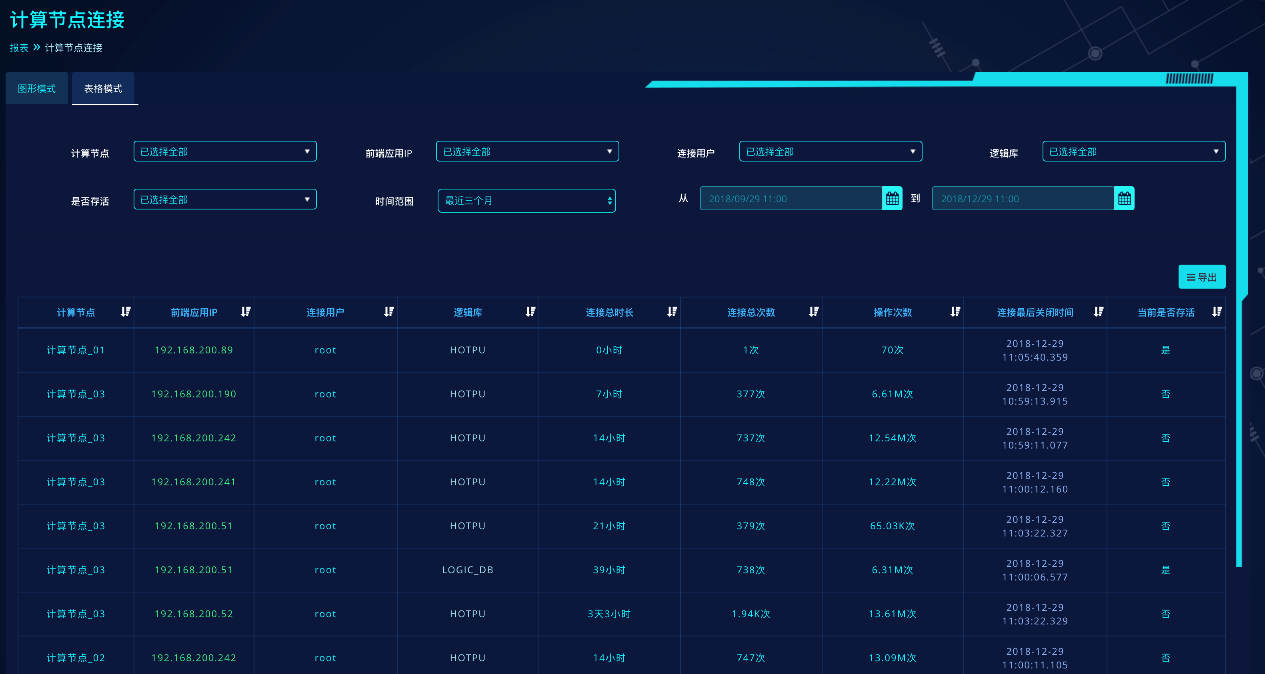 计算节点连接
报表 » 计算节点连接
图形模式 表格模式
计算节点 已选择全部 前端应用IP 已选择全部 连接用户 已选择全部 逻辑库 已选择全部
是否存活 已选择全部 时间范围 最近三个月 从 2018/09/29 11:00 到 2018/12/29 11:00
导出
计算节点 前端应用IP 连接用户 逻辑库 连接总时长 连接总次数 操作次数 连接最后关闭时间 当前是否存活
计算节点_01 192.168.200.89 root HOTPU 0小时 1次 70次 2018-12-29 11:05:40.359 是
计算节点_03 192.168.200.190 root HOTPU 7小时 377次 6.61M次 2018-12-29 10:59:13.915 否
计算节点_03 192.168.200.242 root HOTPU 14小时 737次 12.54M次 2018-12-29 10:59:11.077 否
计算节点_03 192.168.200.241 root HOTPU 14小时 748次 12.22M次 2018-12-29 11:00:12.160 否
计算节点_03 192.168.200.51 root HOTPU 21小时 379次 65.03K次 2018-12-29 11:03:22.327 否
计算节点_03 192.168.200.51 root LOGIC_DB 39小时 738次 6.31M次 2018-12-29 11:00:06.577 是
计算节点_03 192.168.200.52 root HOTPU 3天3小时 1.94K次 13.61M次 2018-12-29 11:03:22.329 否
计算节点_02 192.168.200.242 root HOTPU 14小时 747次 13.09M次 2018-12-29 11:00:11.105 否